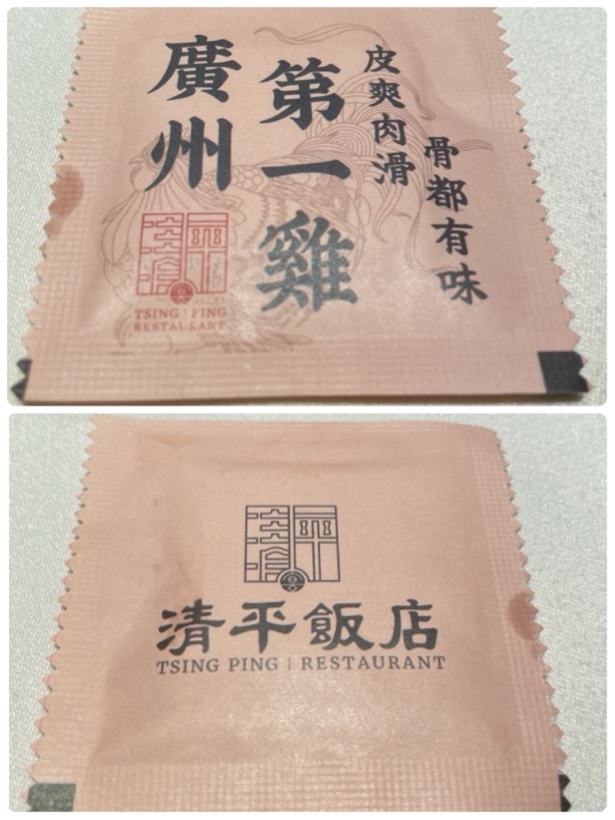 骨都有味
皮爽肉滑
第一雞
廣州
TSING | PING
RESTAURANT
清平飯店
TSING PING | RESTAURANT